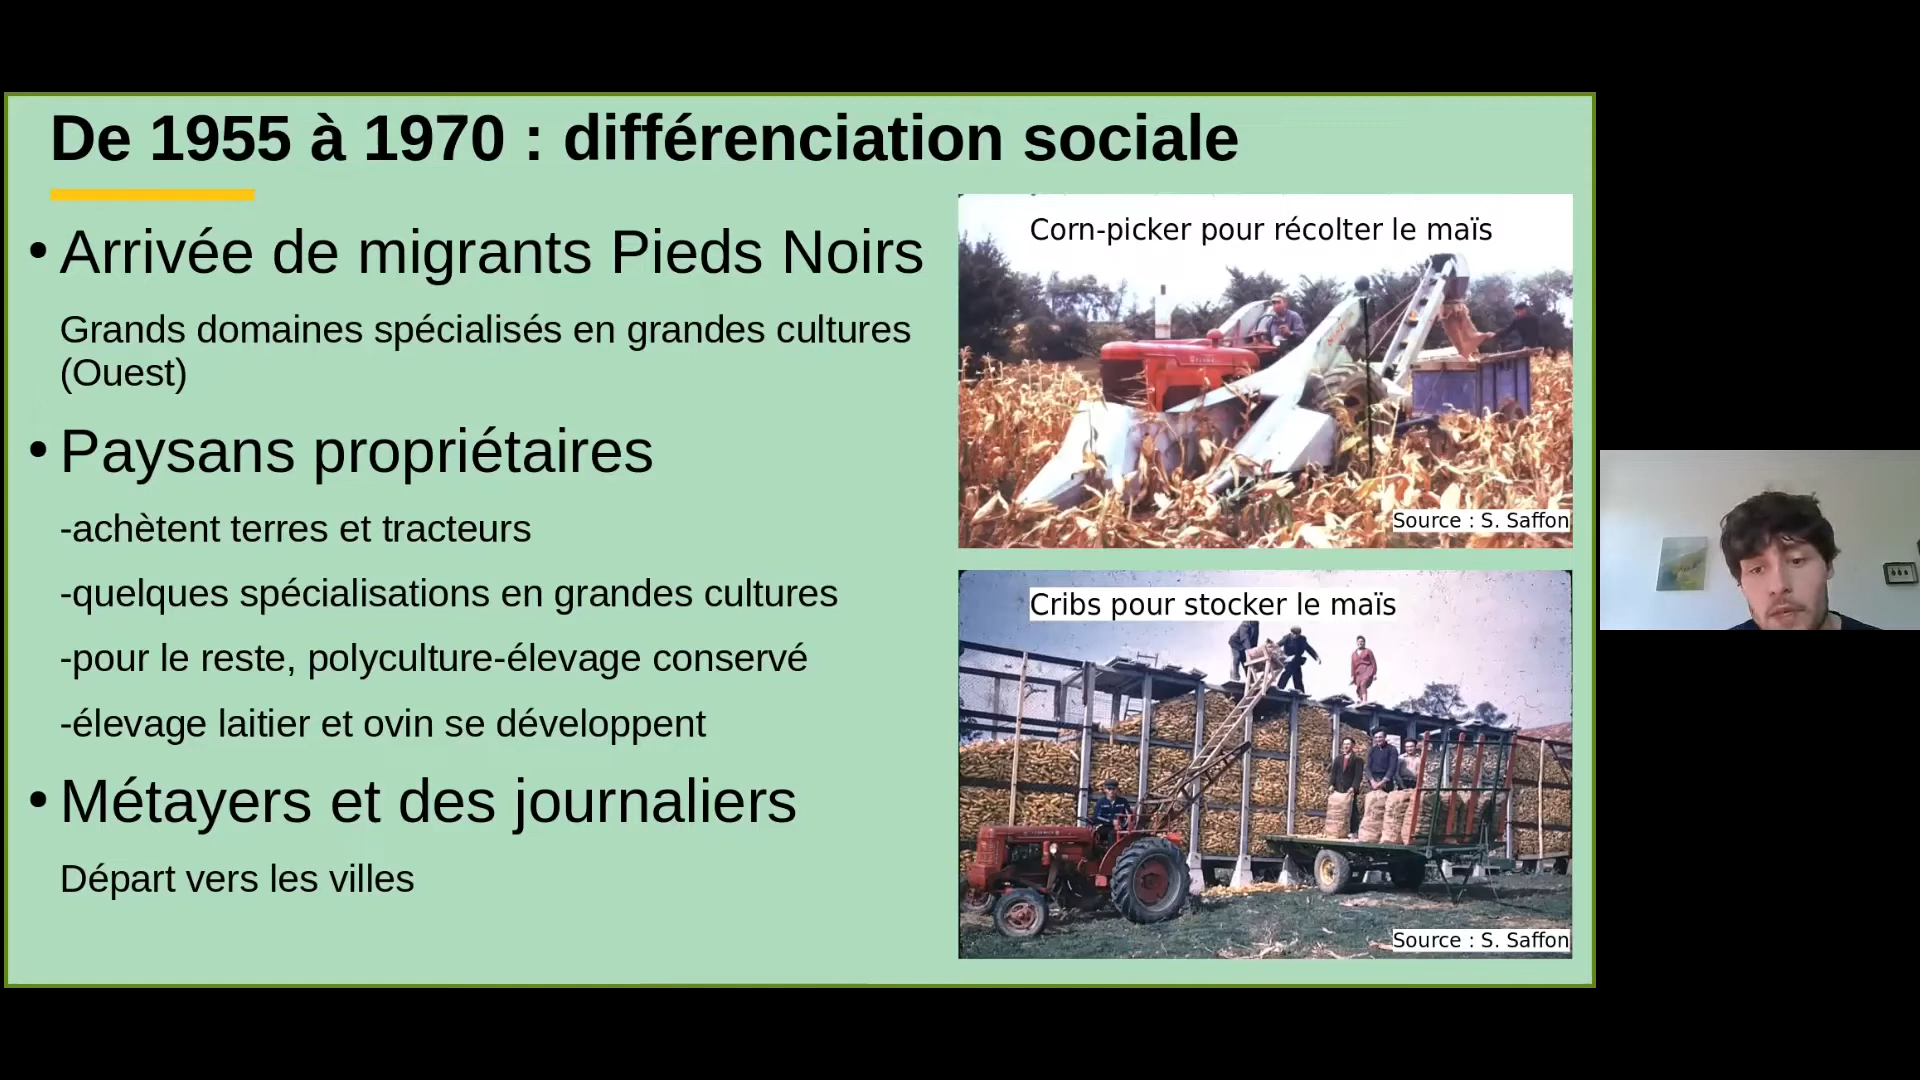 De 1955 à 1970 : différenciation sociale
• Arrivée de migrants Pieds Noirs
Grands domaines spécialisés en grandes cultures
(Ouest)
• Paysans propriétaires
-achètent terres et tracteurs
-quelques spécialisations en grandes cultures
-pour le reste, polyculture-élevage conservé
-élevage laitier et ovin se développent
• Métayers et des journaliers
Départ vers les villes
Corn-picker pour récolter le maïs
Source : S. Saffon
Cribs pour stocker le maïs
Source : S. Saffon